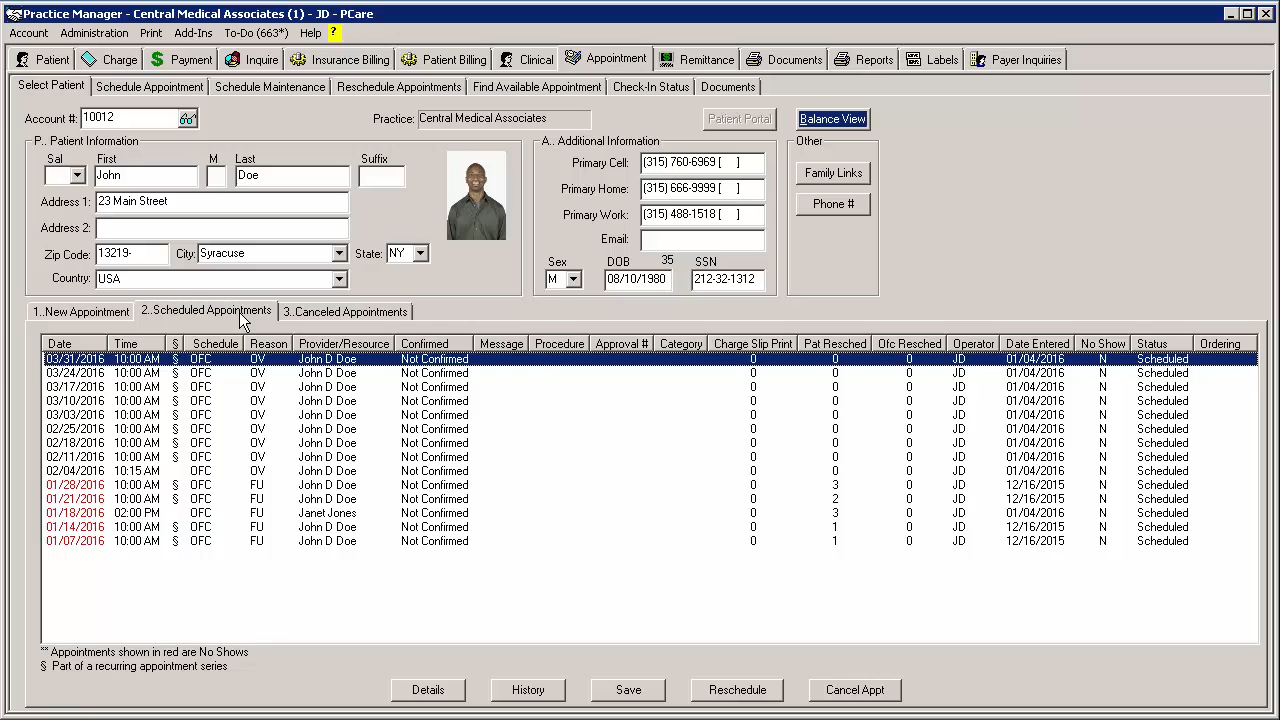 Practice Manager - Central Medical Associates (1) - JD - PCare
Account Administration Print Add-Ins To-Do (663*) Help ?
Patient Charge $ Payment Inquire Insurance Billing Patient Billing Clinical Appointment Remittance Documents Reports Labels Payer Inquiries
Select Patient Schedule Appointment Schedule Maintenance Reschedule Appointments Find Available Appointment Check-In Status Documents
Account #: 10012 Practice: Central Medical Associates Patient Portal Balance View
P.. Patient Information A.. Additional Information Other
Sal First M Last Suffix
John Doe
Address 1: 23 Main Street
Address 2:
Zip Code: 13219- City: Syracuse State: NY
Country: USA
Primary Cell: (315) 760-6969 [ ]
Primary Home: (315) 666-9999 [ ]
Primary Work: (315) 488-1518 [ ]
Email:
Sex DOB 35 SSN
M 08/10/1980 212-32-1312
Family Links
Phone #
1..New Appointment 2..Scheduled Appointments 3..Canceled Appointments
Date Time § Schedule Reason Provider/Resource Confirmed Message Procedure Approval # Category Charge Slip Print Pat Resched Ofc Resched Operator Date Entered No Show Status Ordering
03/31/2016 10:00 AM § OFC OV John D Doe Not Confirmed 0 0 0 JD 01/04/2016 N Scheduled
03/24/2016 10:00 AM § OFC OV John D Doe Not Confirmed 0 0 0 JD 01/04/2016 N Scheduled
03/17/2016 10:00 AM § OFC OV John D Doe Not Confirmed 0 0 0 JD 01/04/2016 N Scheduled
03/10/2016 10:00 AM § OFC OV John D Doe Not Confirmed 0 0 0 JD 01/04/2016 N Scheduled
03/03/2016 10:00 AM § OFC OV John D Doe Not Confirmed 0 0 0 JD 01/04/2016 N Scheduled
02/25/2016 10:00 AM § OFC OV John D Doe Not Confirmed 0 0 0 JD 01/04/2016 N Scheduled
02/18/2016 10:00 AM § OFC OV John D Doe Not Confirmed 0 0 0 JD 01/04/2016 N Scheduled
02/11/2016 10:00 AM § OFC OV John D Doe Not Confirmed 0 0 0 JD 01/04/2016 N Scheduled
02/04/2016 10:15 AM OFC OV John D Doe Not Confirmed 0 0 0 JD 01/04/2016 N Scheduled
01/28/2016 10:00 AM § OFC FU John D Doe Not Confirmed 0 3 0 JD 12/16/2015 N Scheduled
01/21/2016 10:00 AM § OFC FU John D Doe Not Confirmed 0 2 0 JD 12/16/2015 N Scheduled
01/18/2016 02:00 PM OFC FU Janet Jones Not Confirmed 0 3 0 JD 01/04/2016 N Scheduled
01/14/2016 10:00 AM § OFC FU John D Doe Not Confirmed 0 1 0 JD 12/16/2015 N Scheduled
01/07/2016 10:00 AM § OFC FU John D Doe Not Confirmed 0 1 0 JD 12/16/2015 N Scheduled
** Appointments shown in red are No Shows
§ Part of a recurring appointment series
Details History Save Reschedule Cancel Appt